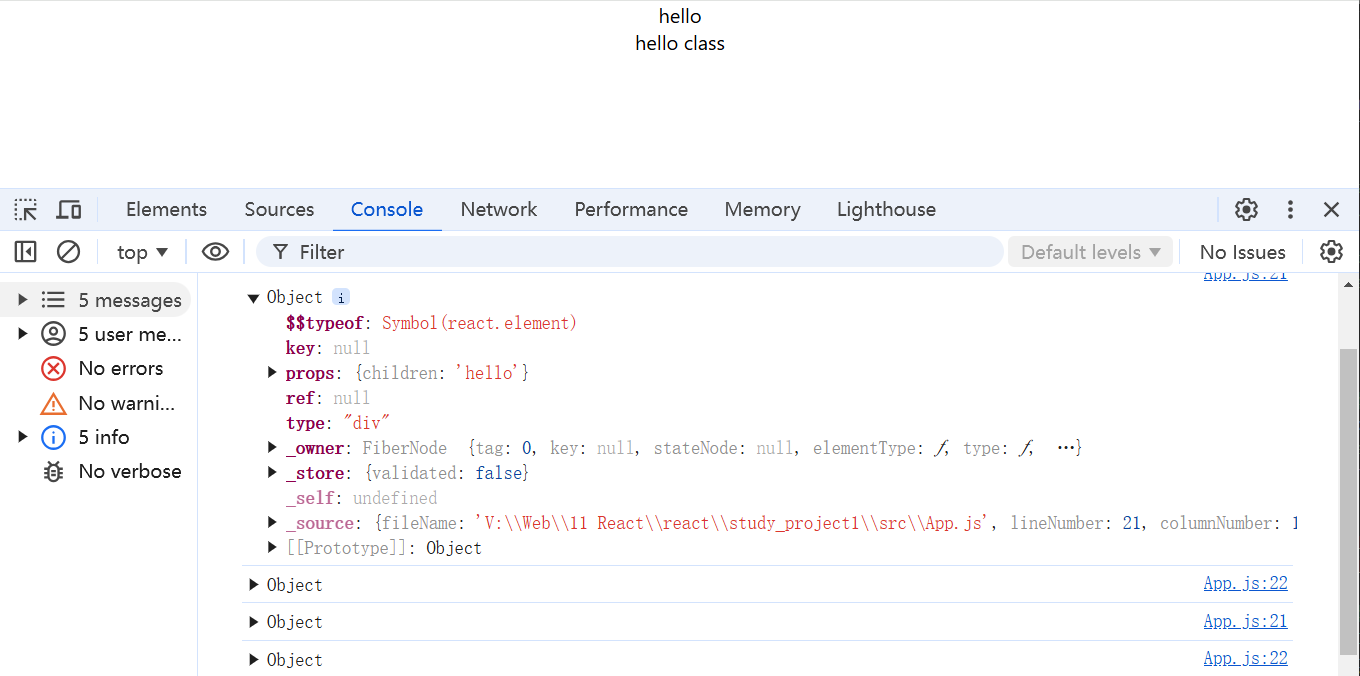 hello
hello class
Elements Sources Console Network Performance Memory Lighthouse
top Filter Default levels No Issues
App.js:21
5 messages
5 user me...
No errors
No warni...
5 info
No verbose
Object i
$$typeof: Symbol(react.element)
key: null
props: {children: 'hello'}
ref: null
type: "div"
_owner: FiberNode {tag: 0, key: null, stateNode: null, elementType: ƒ, type: ƒ, …}
_store: {validated: false}
_self: undefined
_source: {fileName: 'V:\\Web\\11 React\\react\\study_project1\\src\\App.js', lineNumber: 21, columnNumber: 1
[[Prototype]]: Object
Object App.js:22
Object App.js:21
Object App.js:22